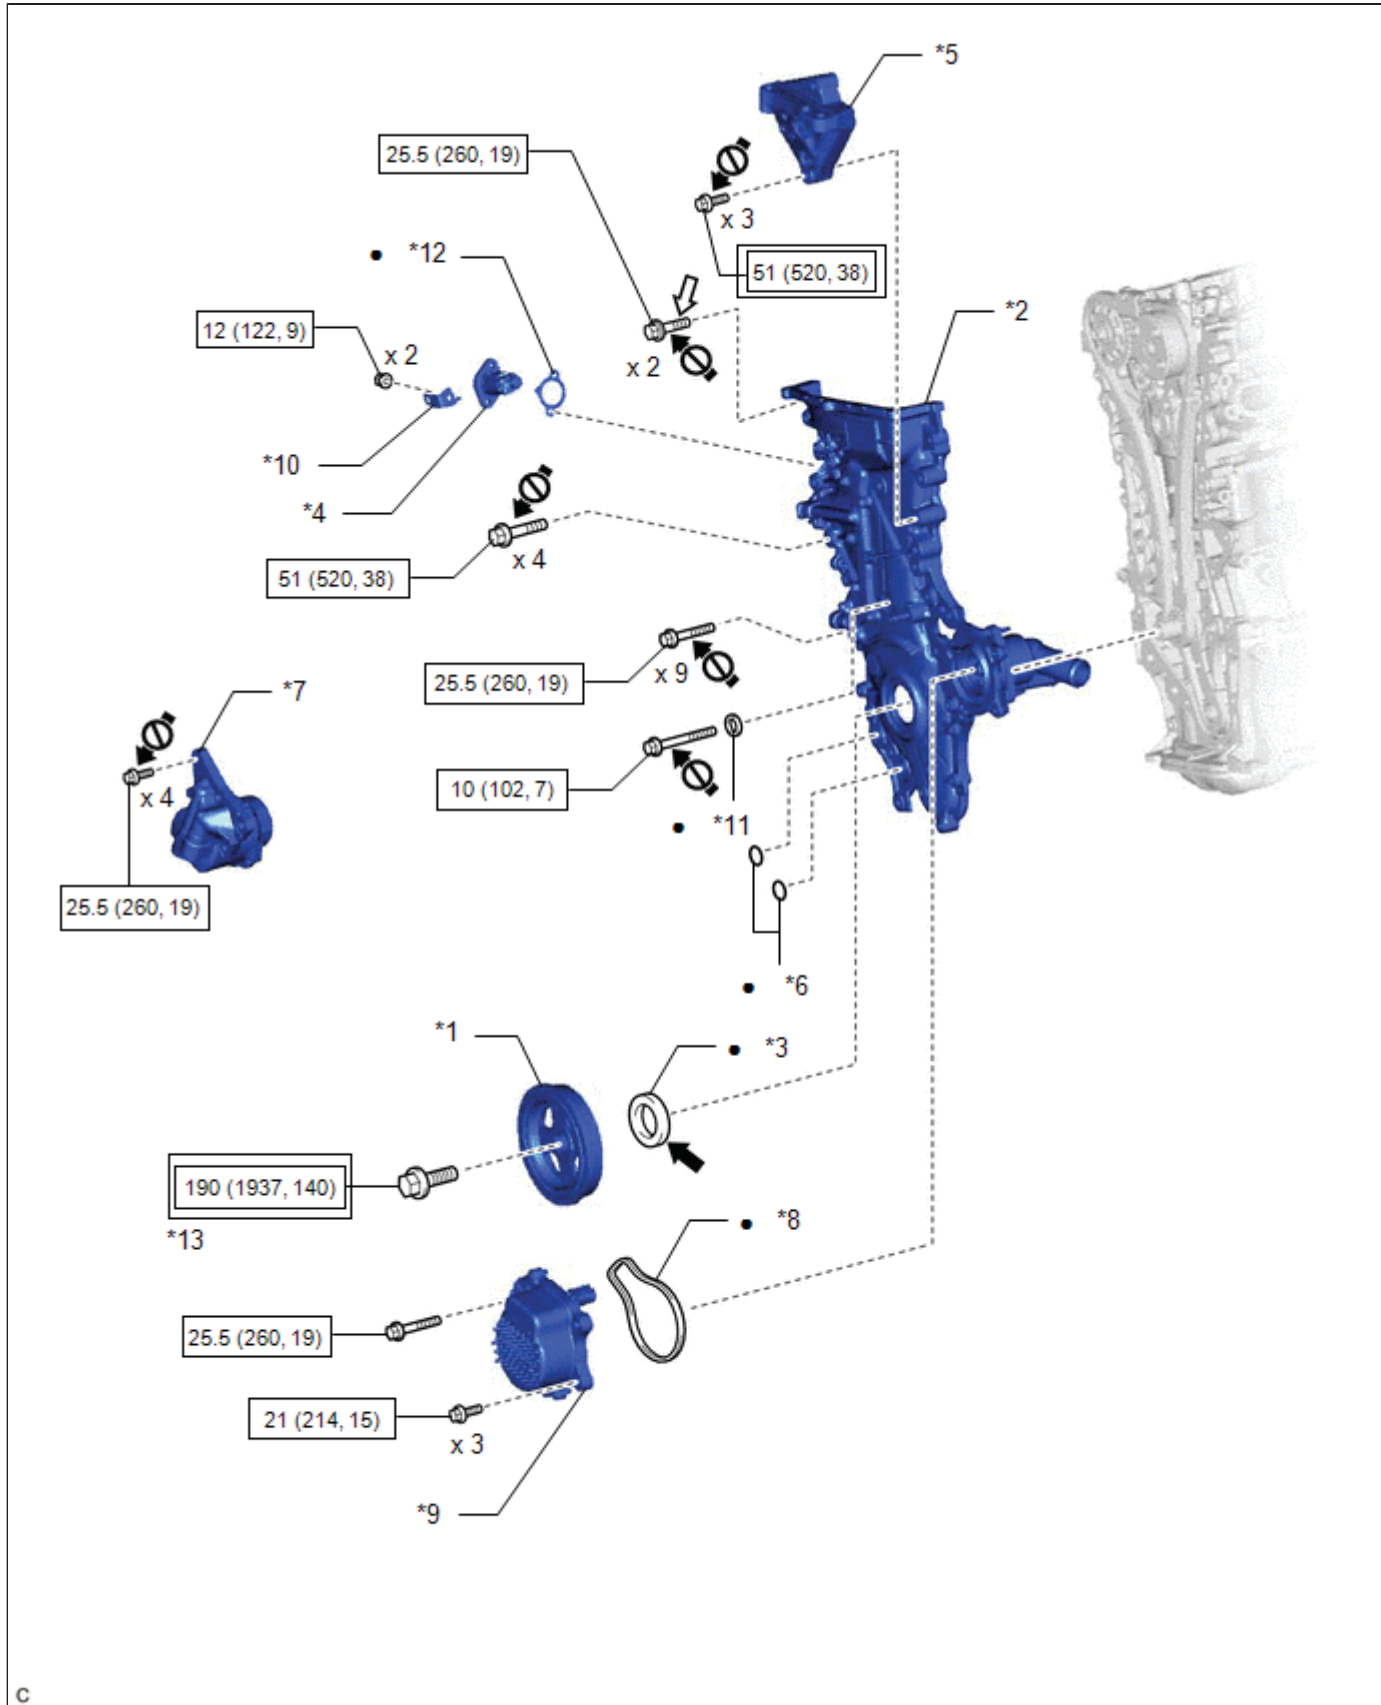 *5
25.5 (260, 19)
x 3
● *12
51 (520, 38)
*2
12 (122, 9)
x 2
x 2
*10
*4
x 4
51 (520, 38)
25.5 (260, 19)
x 9
*7
x 4
10 (102, 7)
● *11
25.5 (260, 19)
● *6
*1
● *3
190 (1937, 140)
*13
● *8
25.5 (260, 19)
21 (214, 15)
x 3
*9
C